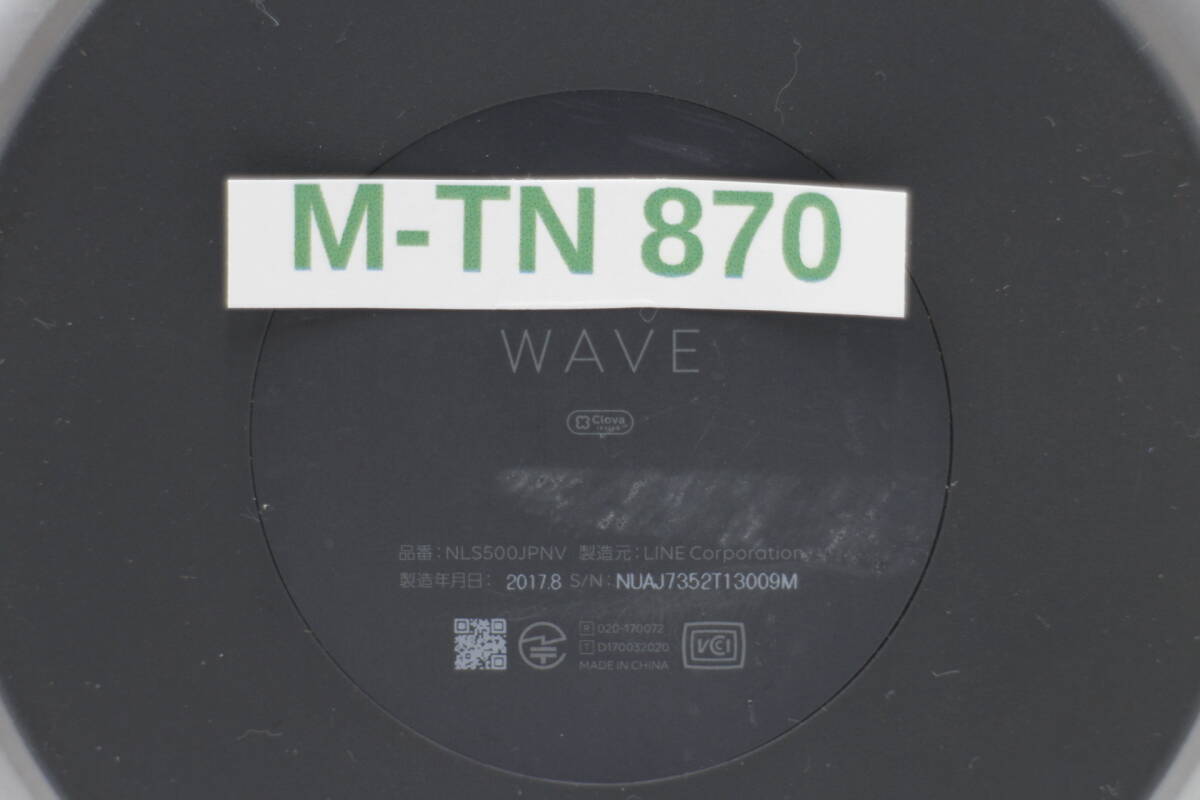 M-TN 870
WAVE
Clova
品番：NLS500JPNV 製造元：LINE Corporation
製造年月日： 2017.8 S/N：NUAJ7352T13009M
R 020-170072
T D170032020
MADE IN CHINA
VCCI